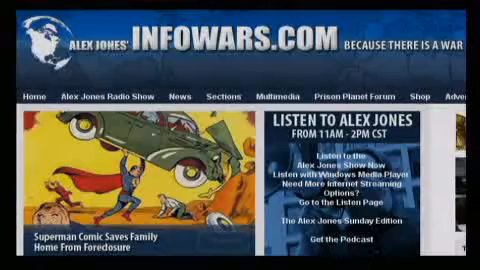 ALEX JONES' INFOWARS.COM BECAUSE THERE IS A WAR
Home Alex Jones Radio Show News Sections Multimedia Prison Planet Forum Shop Adve
LISTEN TO ALEX JONES
FROM 11AM - 2PM CST
Listen to the
Alex Jones Show Now
Listen with Windows Media Player
Need More Internet Streaming
Options?
Go to the Listen Page
The Alex Jones Sunday Edition
Get the Podcast
Superman Comic Saves Family
Home From Foreclosure